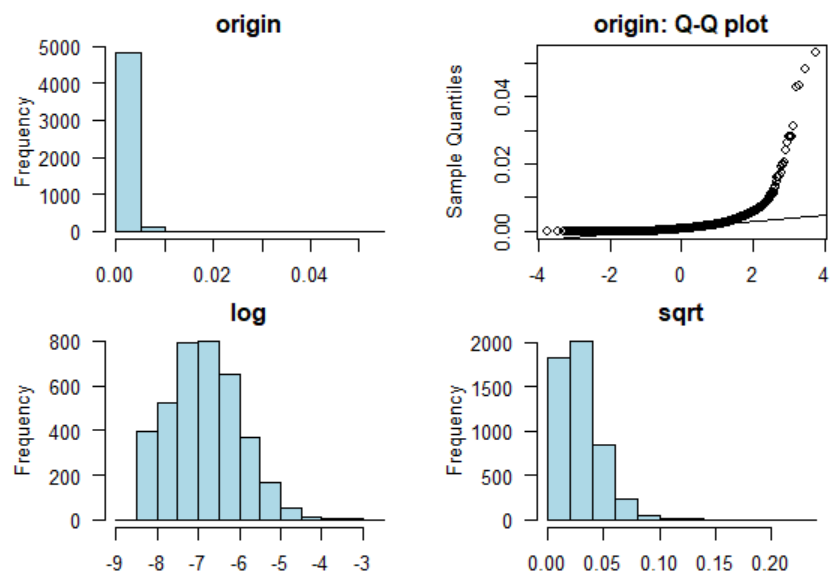 origin
Frequency
5000
4000
3000
2000
1000
0
0.00 0.02 0.04
origin: Q-Q plot
Sample Quantiles
0.04
0.02
0.00
-4 -2 0 2 4
log
Frequency
800
600
400
200
0
-9 -8 -7 -6 -5 -4 -3
sqrt
Frequency
2000
1500
1000
500
0
0.00 0.05 0.10 0.15 0.20